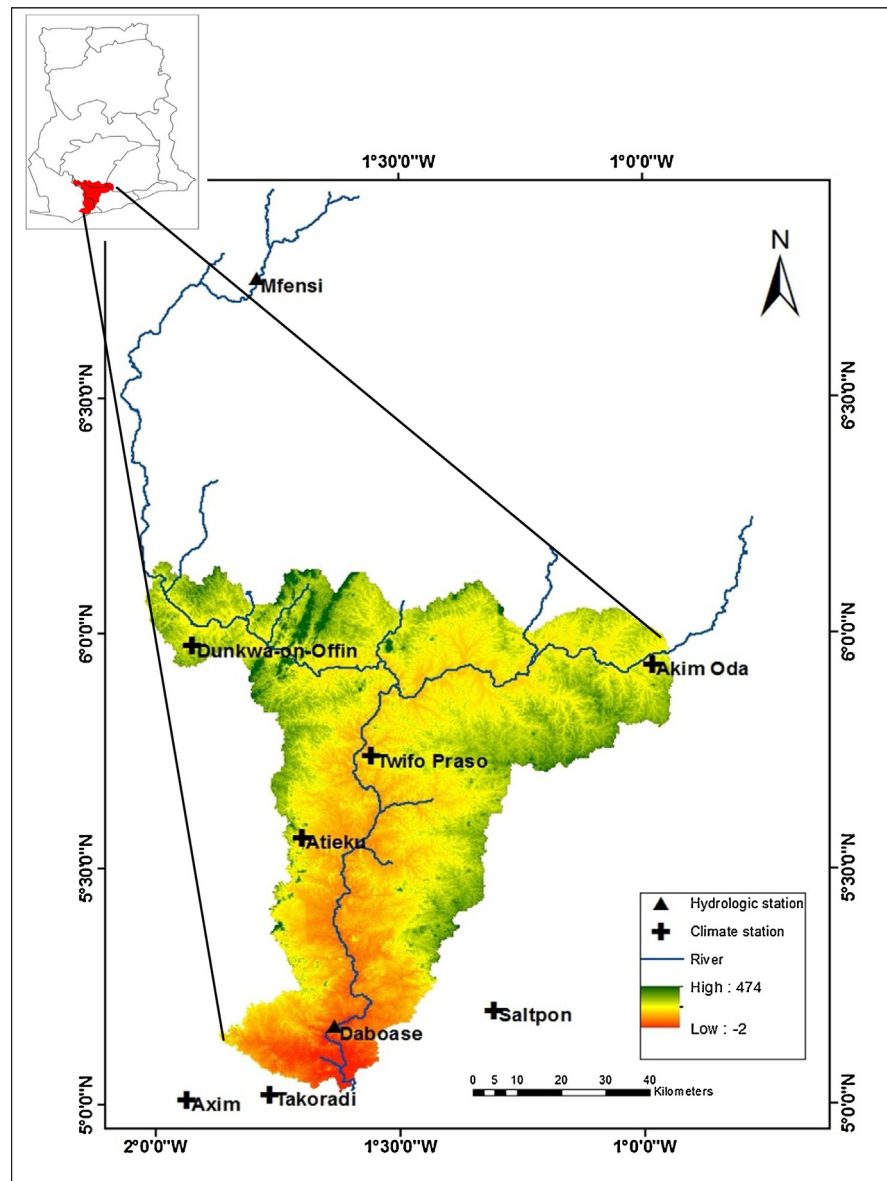 1°30'0"W
1°0'0"W
N
Mfensi
6°30'0"N
6°30'0"N
6°0'0"N
6°0'0"N
Dunkwa-on-Offin
Akim Oda
Twifo Praso
Atieku
5°30'0"N
5°30'0"N
Hydrologic station
Climate station
River
High : 474
Low : -2
Saltpon
Daboase
0 5 10 20 30 40
Kilometers
Axim
Takoradi
5°0'0"N
5°0'0"N
2°0'0"W
1°30'0"W
1°0'0"W